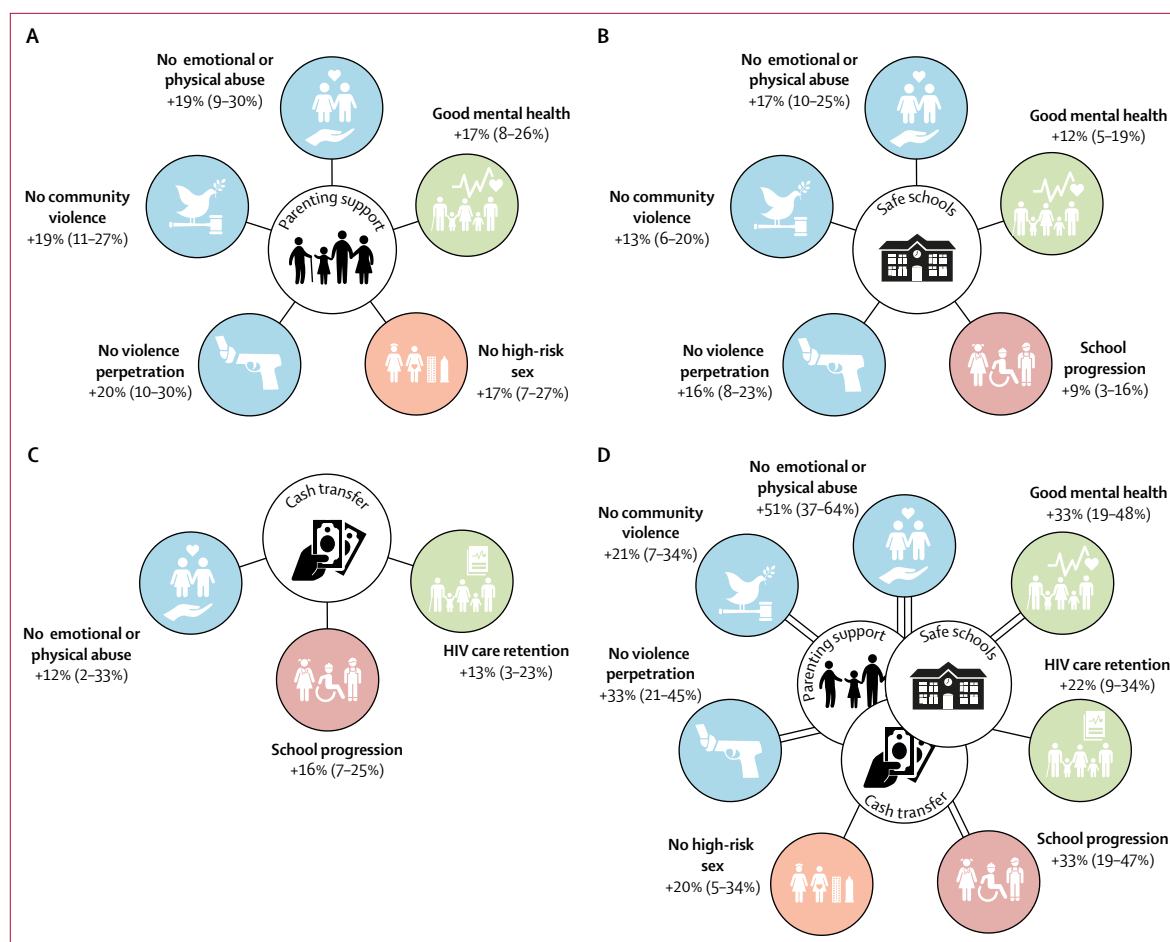 A
No emotional or
physical abuse
+19% (9–30%)
Good mental health
+17% (8–26%)
No community
violence
+19% (11–27%)
Parenting support
No violence
perpetration
+20% (10–30%)
No high-risk
sex
+17% (7–27%)
B
No emotional or
physical abuse
+17% (10–25%)
Good mental health
+12% (5–19%)
No community
violence
+13% (6–20%)
Safe schools
No violence
perpetration
+16% (8–23%)
School
progression
+9% (3–16%)
C
Cash transfer
No emotional or
physical abuse
+12% (2–33%)
HIV care retention
+13% (3–23%)
School progression
+16% (7–25%)
D
No emotional or
physical abuse
+51% (37–64%)
Good mental health
+33% (19–48%)
No community
violence
+21% (7–34%)
Parenting support
Safe schools
No violence
perpetration
+33% (21–45%)
HIV care retention
+22% (9–34%)
Cash transfer
No high-risk
sex
+20% (5–34%)
School progression
+33% (19–47%)